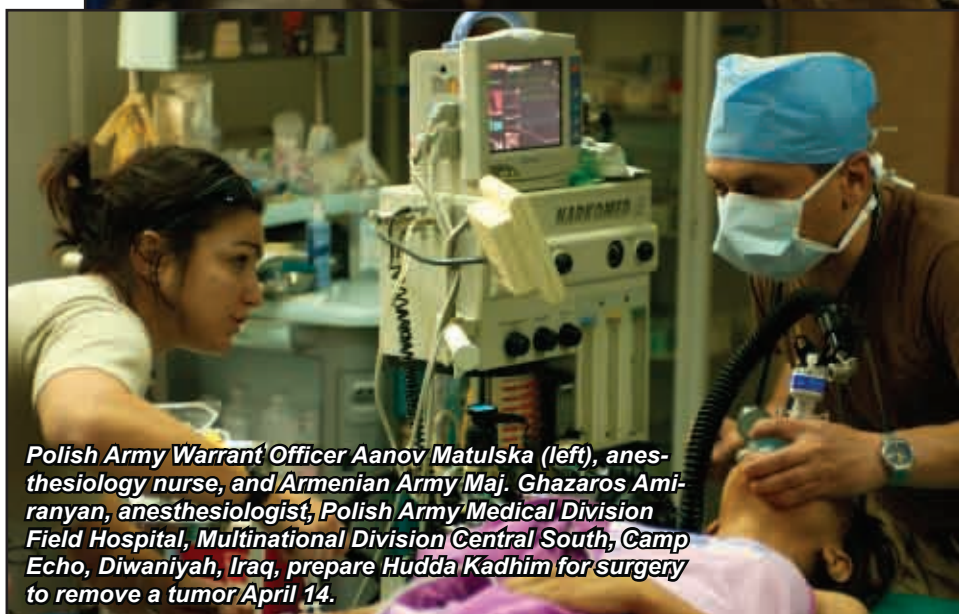 NARKOMED
Polish Army Warrant Officer Aanov Matulska (left), anes-
thesiology nurse, and Armenian Army Maj. Ghazaros Ami-
ranyan, anesthesiologist, Polish Army Medical Division
Field Hospital, Multinational Division Central South, Camp
Echo, Diwaniyah, Iraq, prepare Hudda Kadhim for surgery
to remove a tumor April 14.